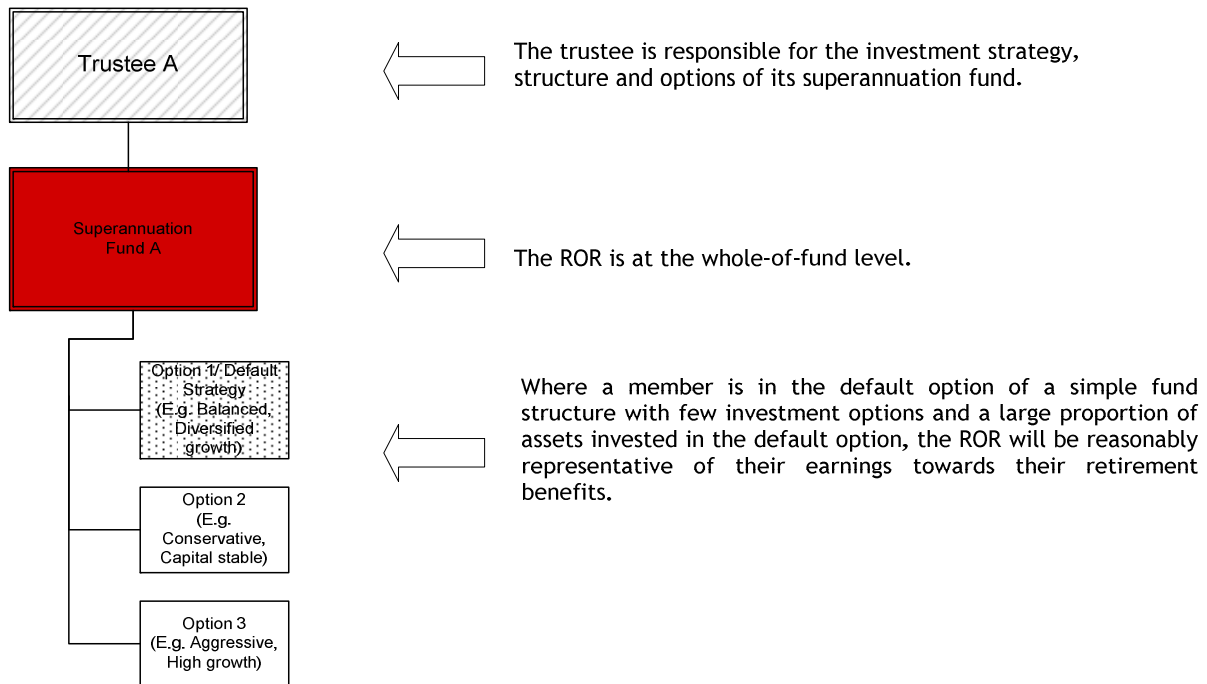 Trustee A
The trustee is responsible for the investment strategy,
structure and options of its superannuation fund.
Superannuation
Fund A
The ROR is at the whole-of-fund level.
Option 1/ Default
Strategy
(E.g. Balanced,
Diversified
growth)
Where a member is in the default option of a simple fund
structure with few investment options and a large proportion of
assets invested in the default option, the ROR will be reasonably
representative of their earnings towards their retirement
benefits.
Option 2
(E.g.
Conservative,
Capital stable)
Option 3
(E.g. Aggressive,
High growth)